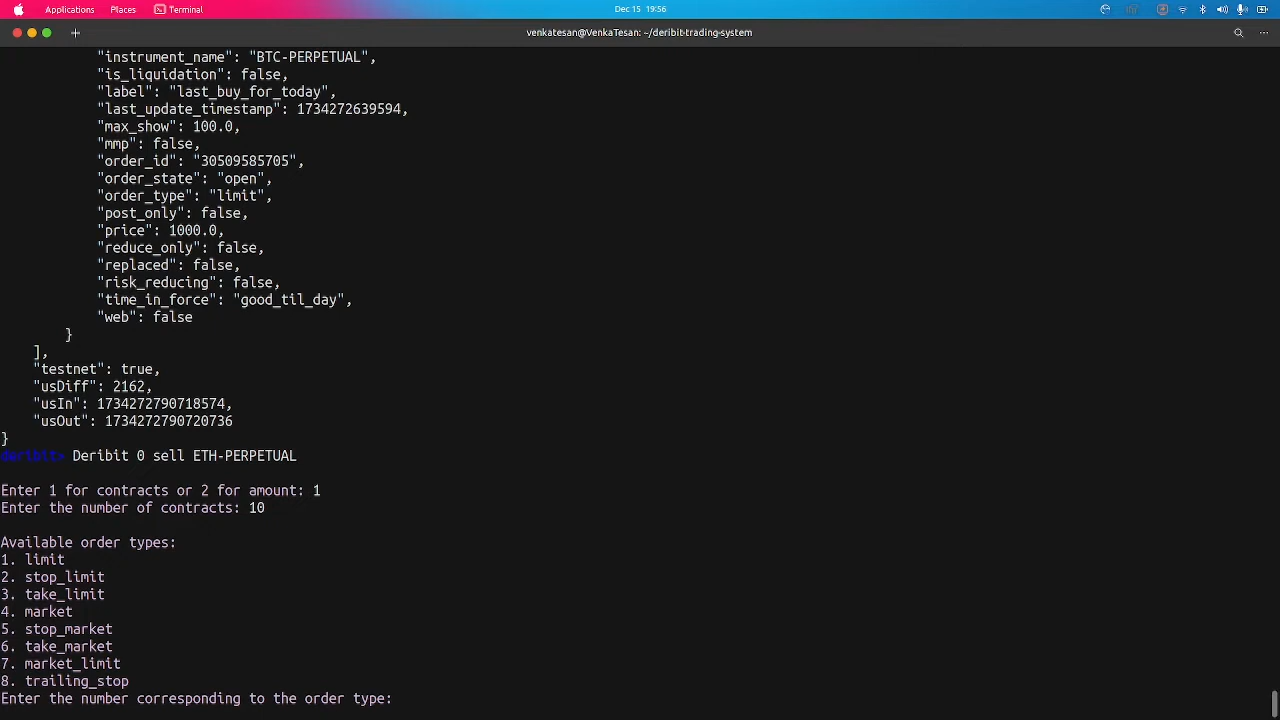 Applications Places Terminal Dec 15 19:56
venkatesan@VenkaTesan: ~/deribit-trading-system
"instrument_name": "BTC-PERPETUAL",
"is_liquidation": false,
"label": "last_buy_for_today",
"last_update_timestamp": 1734272639594,
"max_show": 100.0,
"mmp": false,
"order_id": "30509585705",
"order_state": "open",
"order_type": "limit",
"post_only": false,
"price": 1000.0,
"reduce_only": false,
"replaced": false,
"risk_reducing": false,
"time_in_force": "good_til_day",
"web": false
}
],
"testnet": true,
"usDiff": 2162,
"usIn": 1734272790718574,
"usOut": 1734272790720736
}
deribit> Deribit 0 sell ETH-PERPETUAL
Enter 1 for contracts or 2 for amount: 1
Enter the number of contracts: 10
Available order types:
1. limit
2. stop_limit
3. take_limit
4. market
5. stop_market
6. take_market
7. market_limit
8. trailing_stop
Enter the number corresponding to the order type: